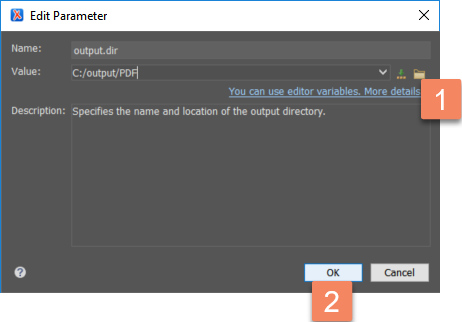 Edit Parameter
Name: output.dir
Value: C:/output/PDF
You can use editor variables. More details
1
Description: Specifies the name and location of the output directory.
? OK Cancel
2